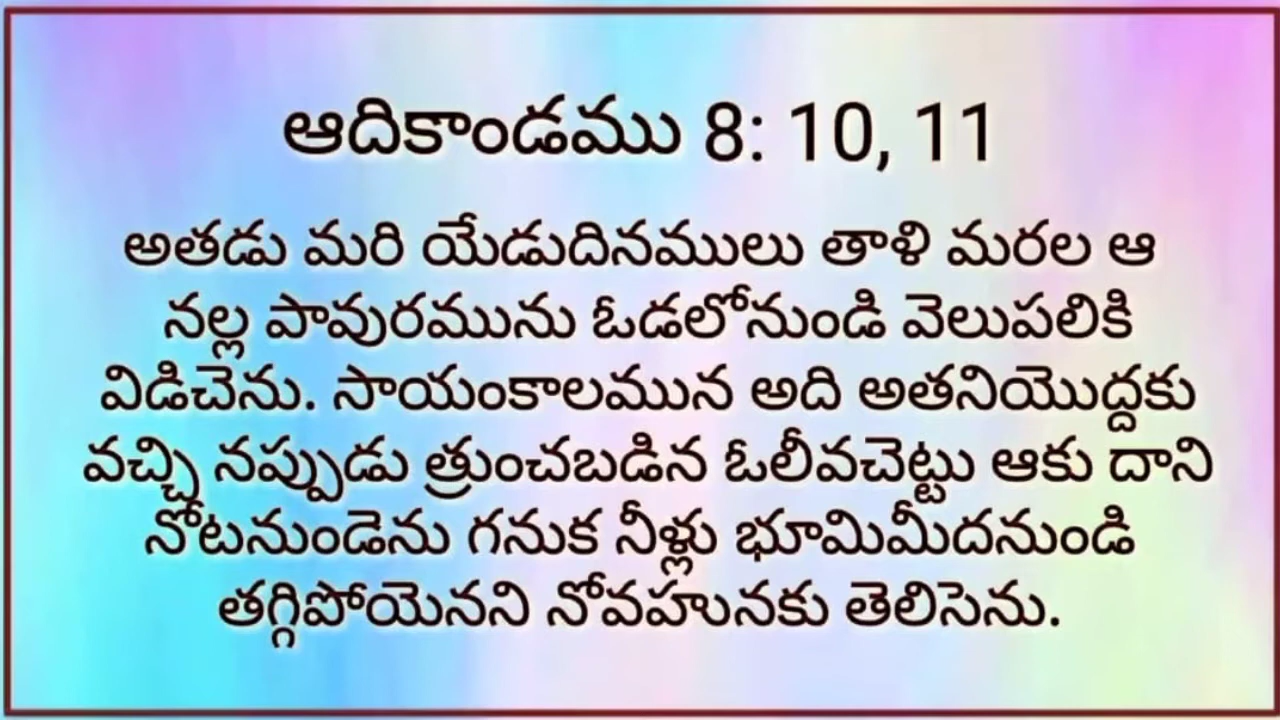 ఆదికాండము 8: 10, 11
అతడు మరి యేడుదినములు తాళి మరల ఆ
నల్ల పావురమును ఓడలోనుండి వెలుపలికి
విడిచెను. సాయంకాలమున అది అతనియొద్దకు
వచ్చి నప్పుడు త్రుంచబడిన ఓలీవచెట్టు ఆకు దాని
నోటనుండెను గనుక నీళ్లు భూమిమీదనుండి
తగ్గిపోయెనని నోవహునకు తెలిసెను.